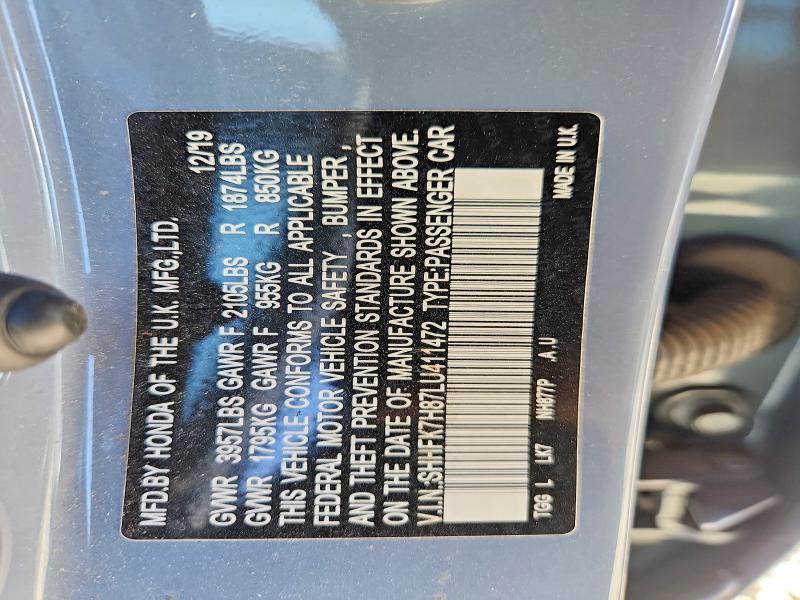 MFD.BY HONDA OF THE U.K. MFG.,LTD. 12/19
GVWR 3957LBS GAWR F 2105LBS R 1874LBS
GVWR 1795KG GAWR F 955KG R 850KG
THIS VEHICLE CONFORMS TO ALL APPLICABLE
FEDERAL MOTOR VEHICLE SAFETY , BUMPER ,
AND THEFT PREVENTION STANDARDS IN EFFECT
ON THE DATE OF MANUFACTURE SHOWN ABOVE.
V.I.N.:SHHFK7H87LU411472 TYPE:PASSENGER CAR
TGG L LK7 NH877P .A.U MADE IN U.K